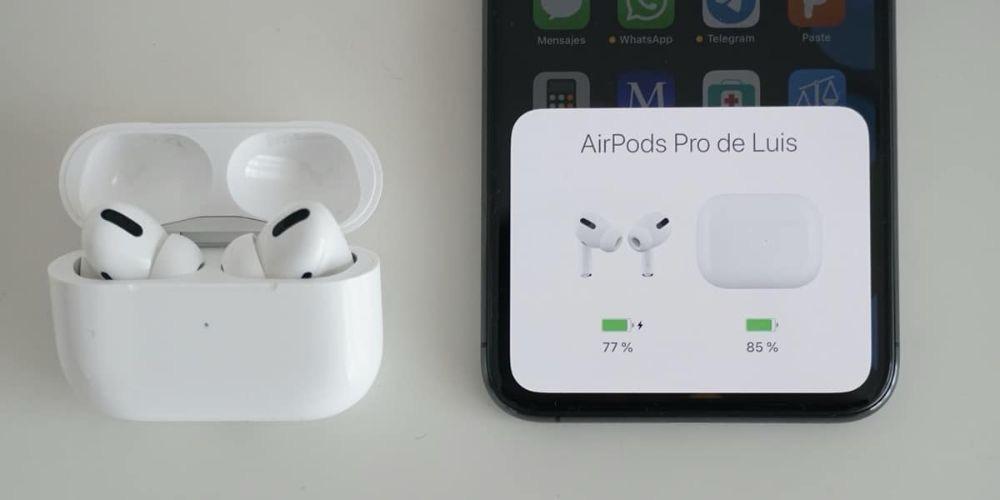 Mensajes
WhatsApp
Telegram
Paste
M
AirPods Pro de Luis
77 %
85 %